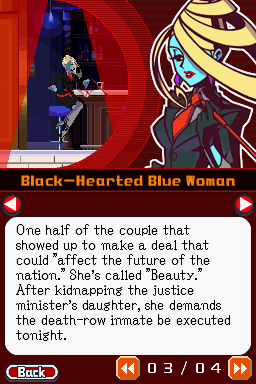 Black-Hearted Blue Woman
One half of the couple that
showed up to make a deal that
could "affect the future of the
nation." She's called "Beauty."
After kidnapping the justice
minister's daughter, she demands
the death-row inmate be executed
tonight.
Back
03/04